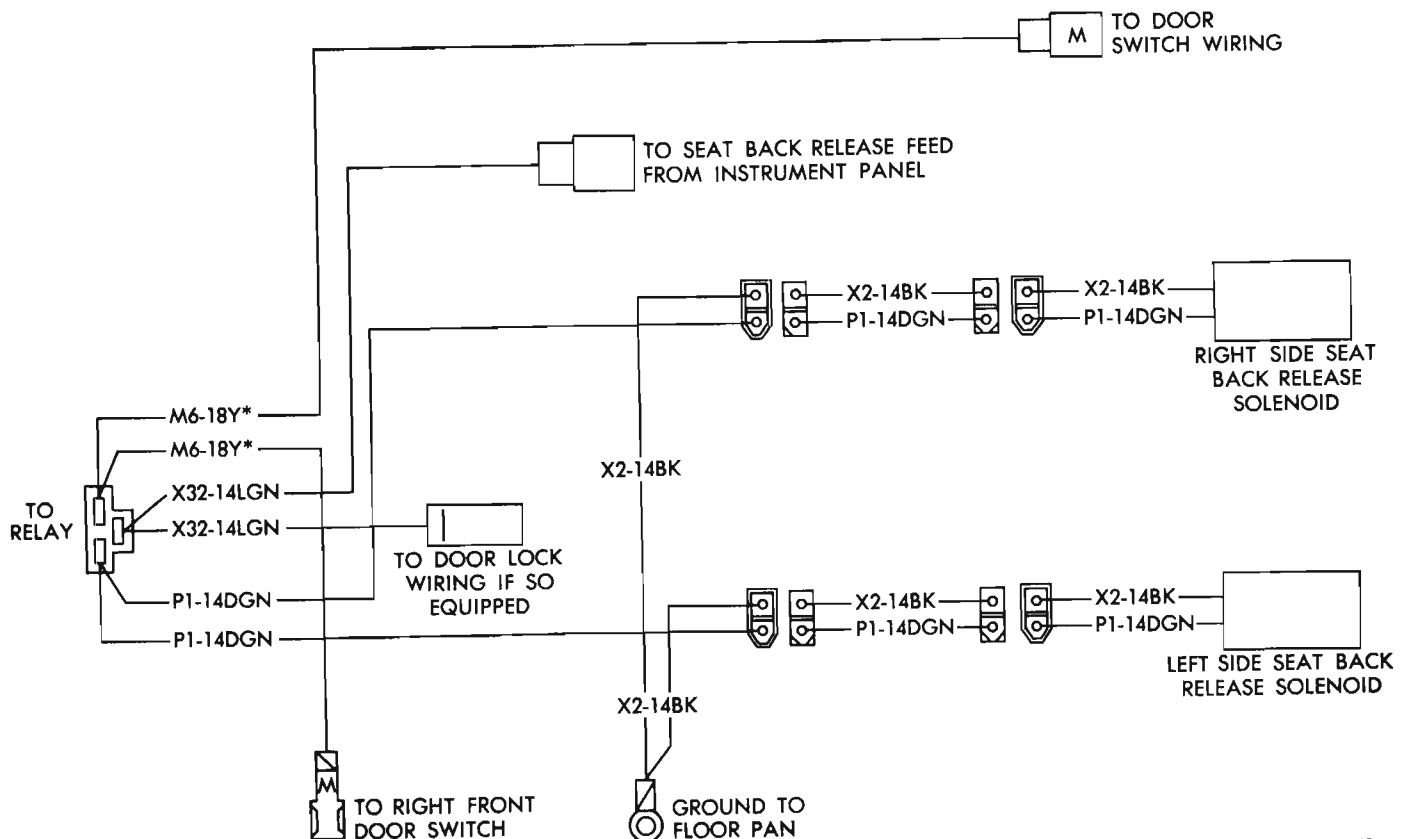 M
TO DOOR
SWITCH WIRING
TO SEAT BACK RELEASE FEED
FROM INSTRUMENT PANEL
X2-14BK
P1-14DGN
X2-14BK
P1-14DGN
RIGHT SIDE SEAT
BACK RELEASE
SOLENOID
M6-18Y*
M6-18Y*
X32-14LGN
X32-14LGN
TO
RELAY
P1-14DGN
P1-14DGN
TO DOOR LOCK
WIRING IF SO
EQUIPPED
X2-14BK
X2-14BK
P1-14DGN
X2-14BK
P1-14DGN
LEFT SIDE SEAT BACK
RELEASE SOLENOID
X2-14BK
M
TO RIGHT FRONT
DOOR SWITCH
GROUND TO
FLOOR PAN